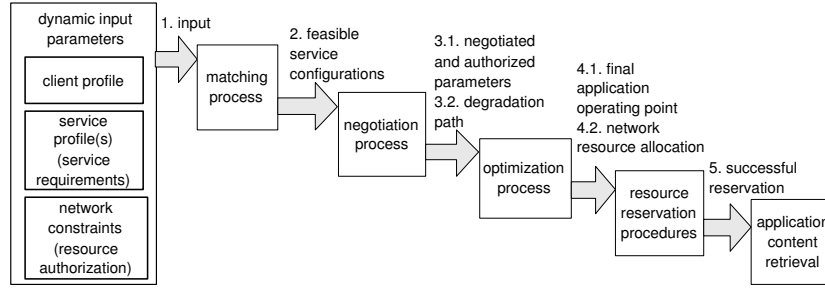 dynamic input
parameters
client profile
service
profile(s)
(service
requirements)
network
constraints
(resource
authorization)
1. input
matching
process
2. feasible
service
configurations
negotiation
process
3.1. negotiated
and authorized
parameters
3.2. degradation
path
optimization
process
4.1. final
application
operating point
4.2. network
resource allocation
resource
reservation
procedures
5. successful
reservation
application
content
retrieval